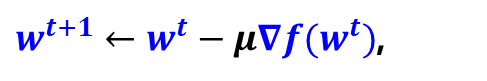 w^{t+1} ← w^t − μ∇f(w^t),